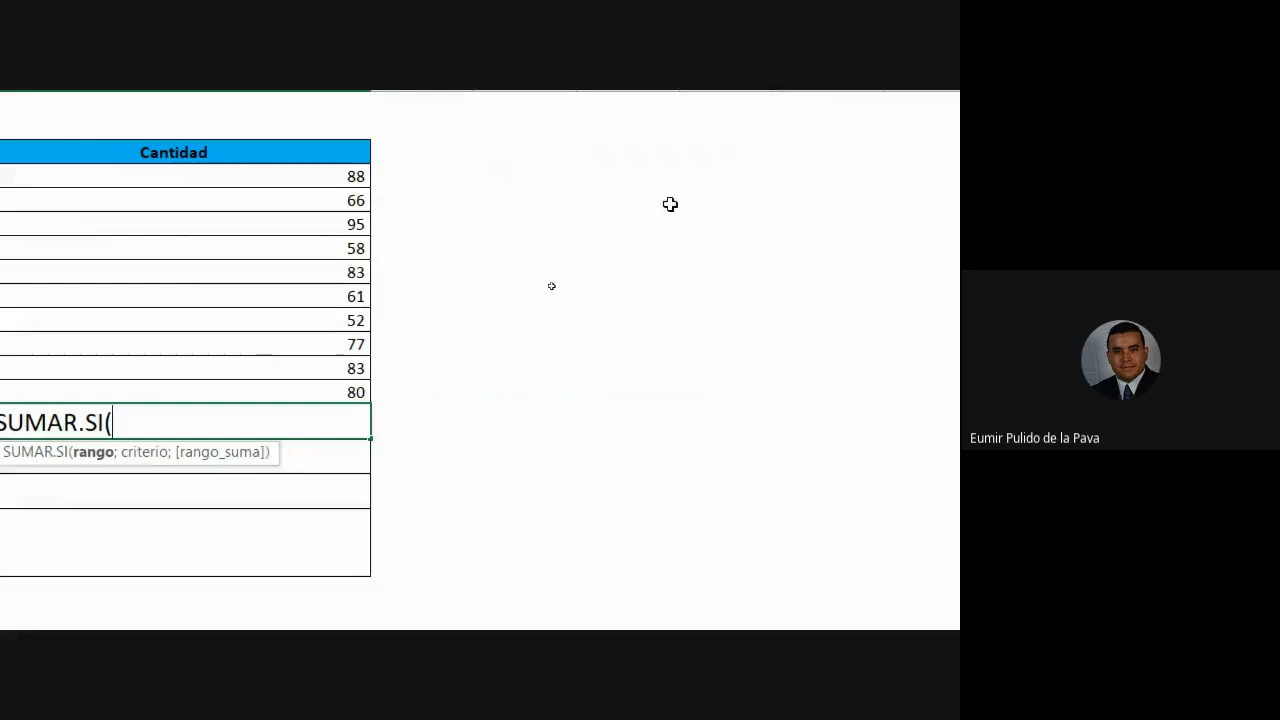 Cantidad
88
66
95
58
83
61
52
77
83
80
SUMAR.SI(
SUMAR.SI(rango; criterio; [rango_suma])
Eumir Pulido de la Pava